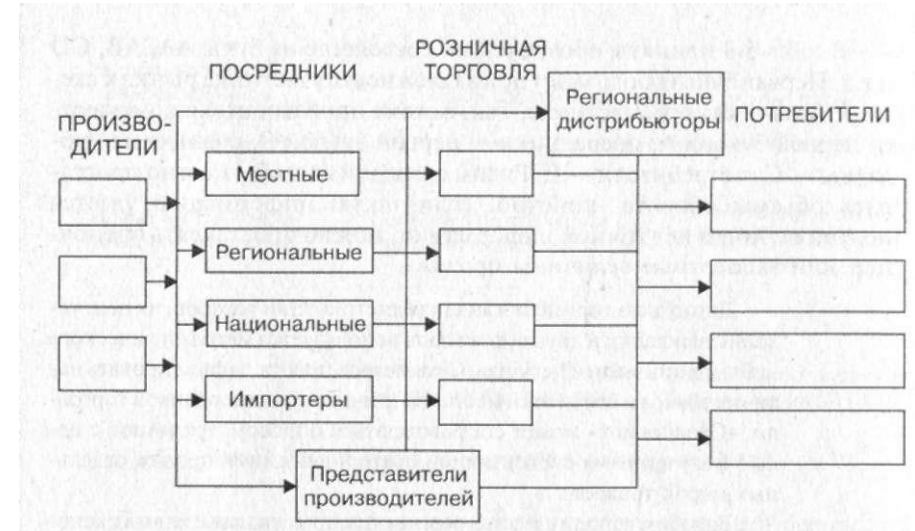 РОЗНИЧНАЯ
ПОСРЕДНИКИ ТОРГОВЛЯ
Региональные
дистрибьюторы
ПОТРЕБИТЕЛИ
ПРОИЗВО-
ДИТЕЛИ
Местные
Региональные
Национальные
Импортеры
Представители
производителей